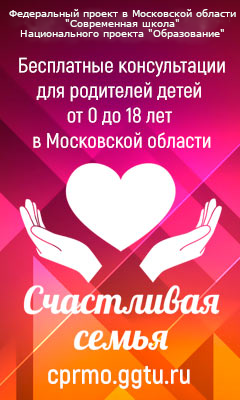 Федеральный проект в Московской области
"Современная школа"
Национального проекта "Образование"
Бесплатные консультации
для родителей детей
от 0 до 18 лет
в Московской области
Счастливая
семья
cprmo.ggtu.ru